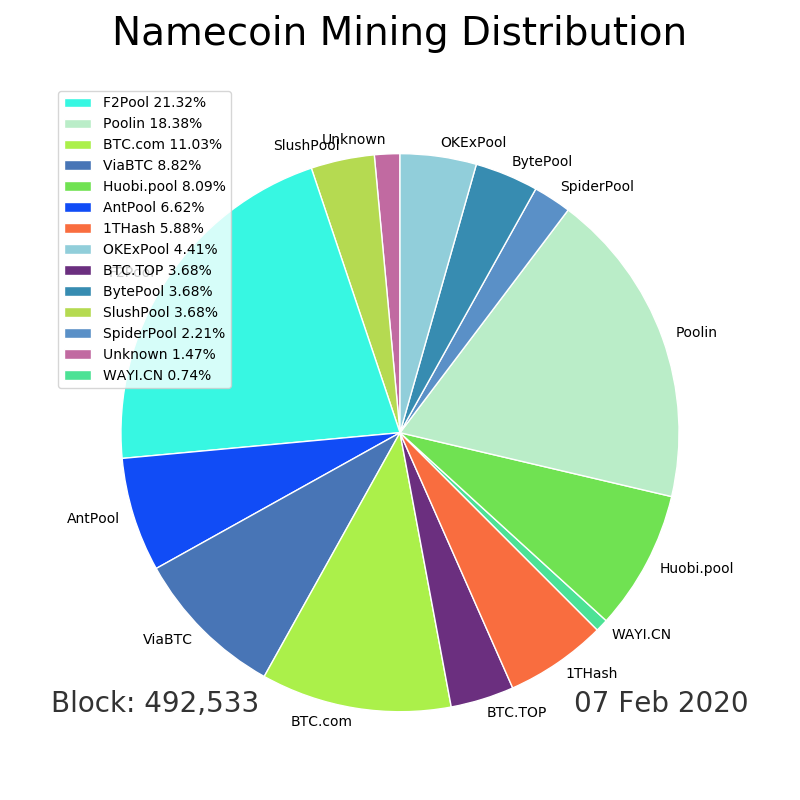 Namecoin Mining Distribution
F2Pool 21.32%
Poolin 18.38%
BTC.com 11.03%
ViaBTC 8.82%
Huobi.pool 8.09%
AntPool 6.62%
1THash 5.88%
OKExPool 4.41%
BTC.TOP 3.68%
BytePool 3.68%
SlushPool 3.68%
SpiderPool 2.21%
Unknown 1.47%
WAYI.CN 0.74%
SlushPool
Unknown
OKExPool
BytePool
SpiderPool
Poolin
Huobi.pool
WAYI.CN
1THash
BTC.TOP
BTC.com
ViaBTC
AntPool
Block: 492,533
07 Feb 2020